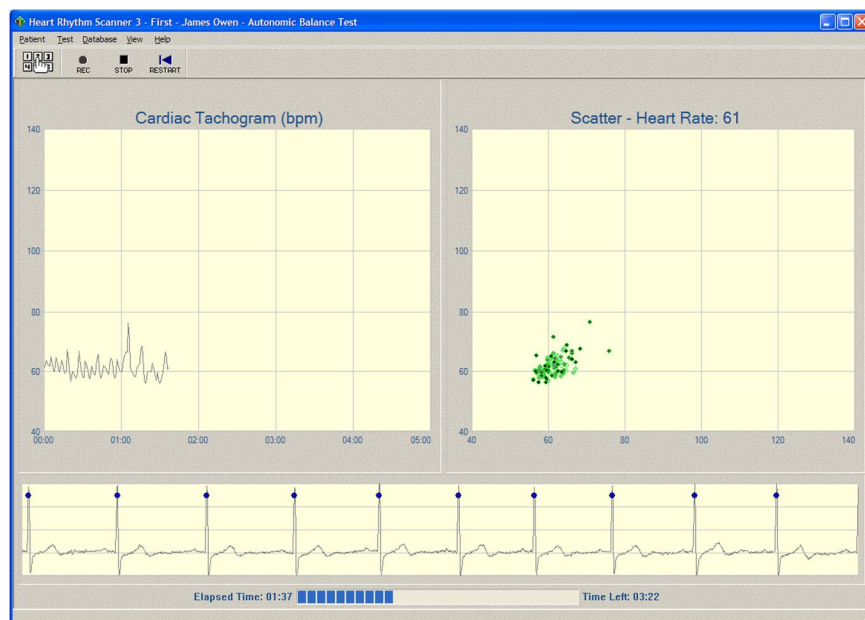 Heart Rhythm Scanner 3 - First - James Owen - Autonomic Balance Test
Patient Test Database View Help
REC STOP RESTART
Cardiac Tachogram (bpm)
140
120
100
80
60
40
00:00 01:00 02:00 03:00 04:00 05:00
Scatter - Heart Rate: 61
140
120
100
80
60
40
40 60 80 100 120 140
Elapsed Time: 01:37 Time Left: 03:22